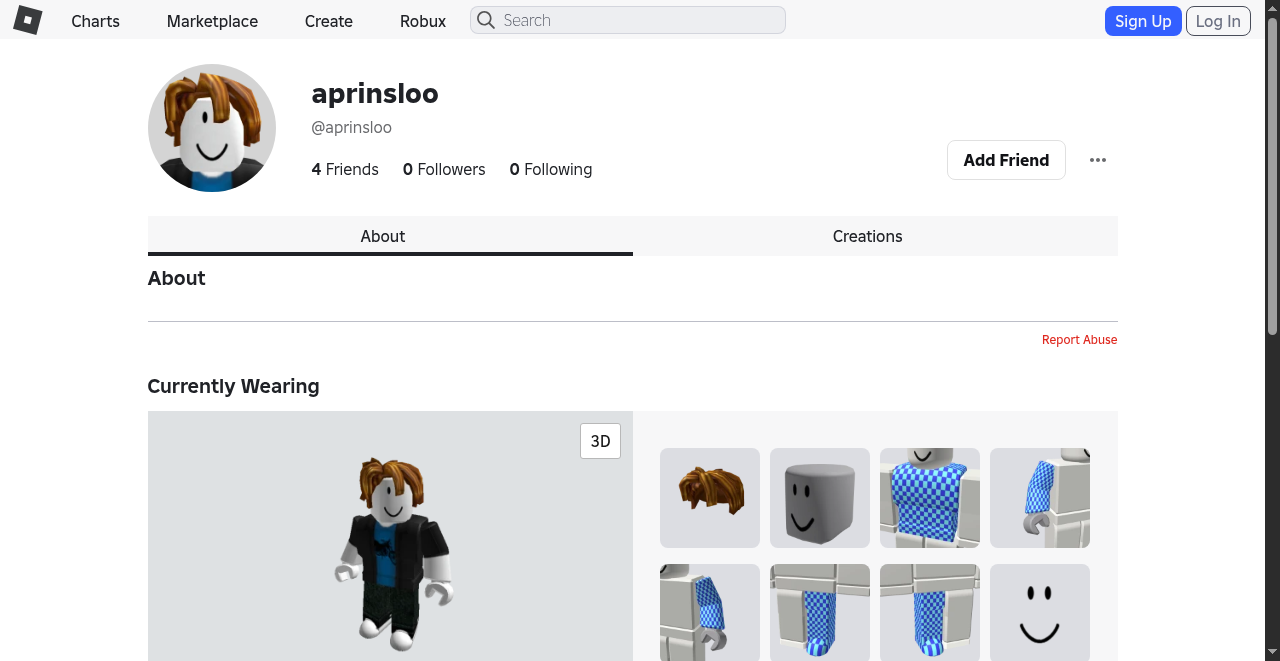 Charts Marketplace Create Robux Search Sign Up Log In
aprinsloo
@aprinsloo
4 Friends 0 Followers 0 Following
Add Friend
About Creations
About
Report Abuse
Currently Wearing
3D